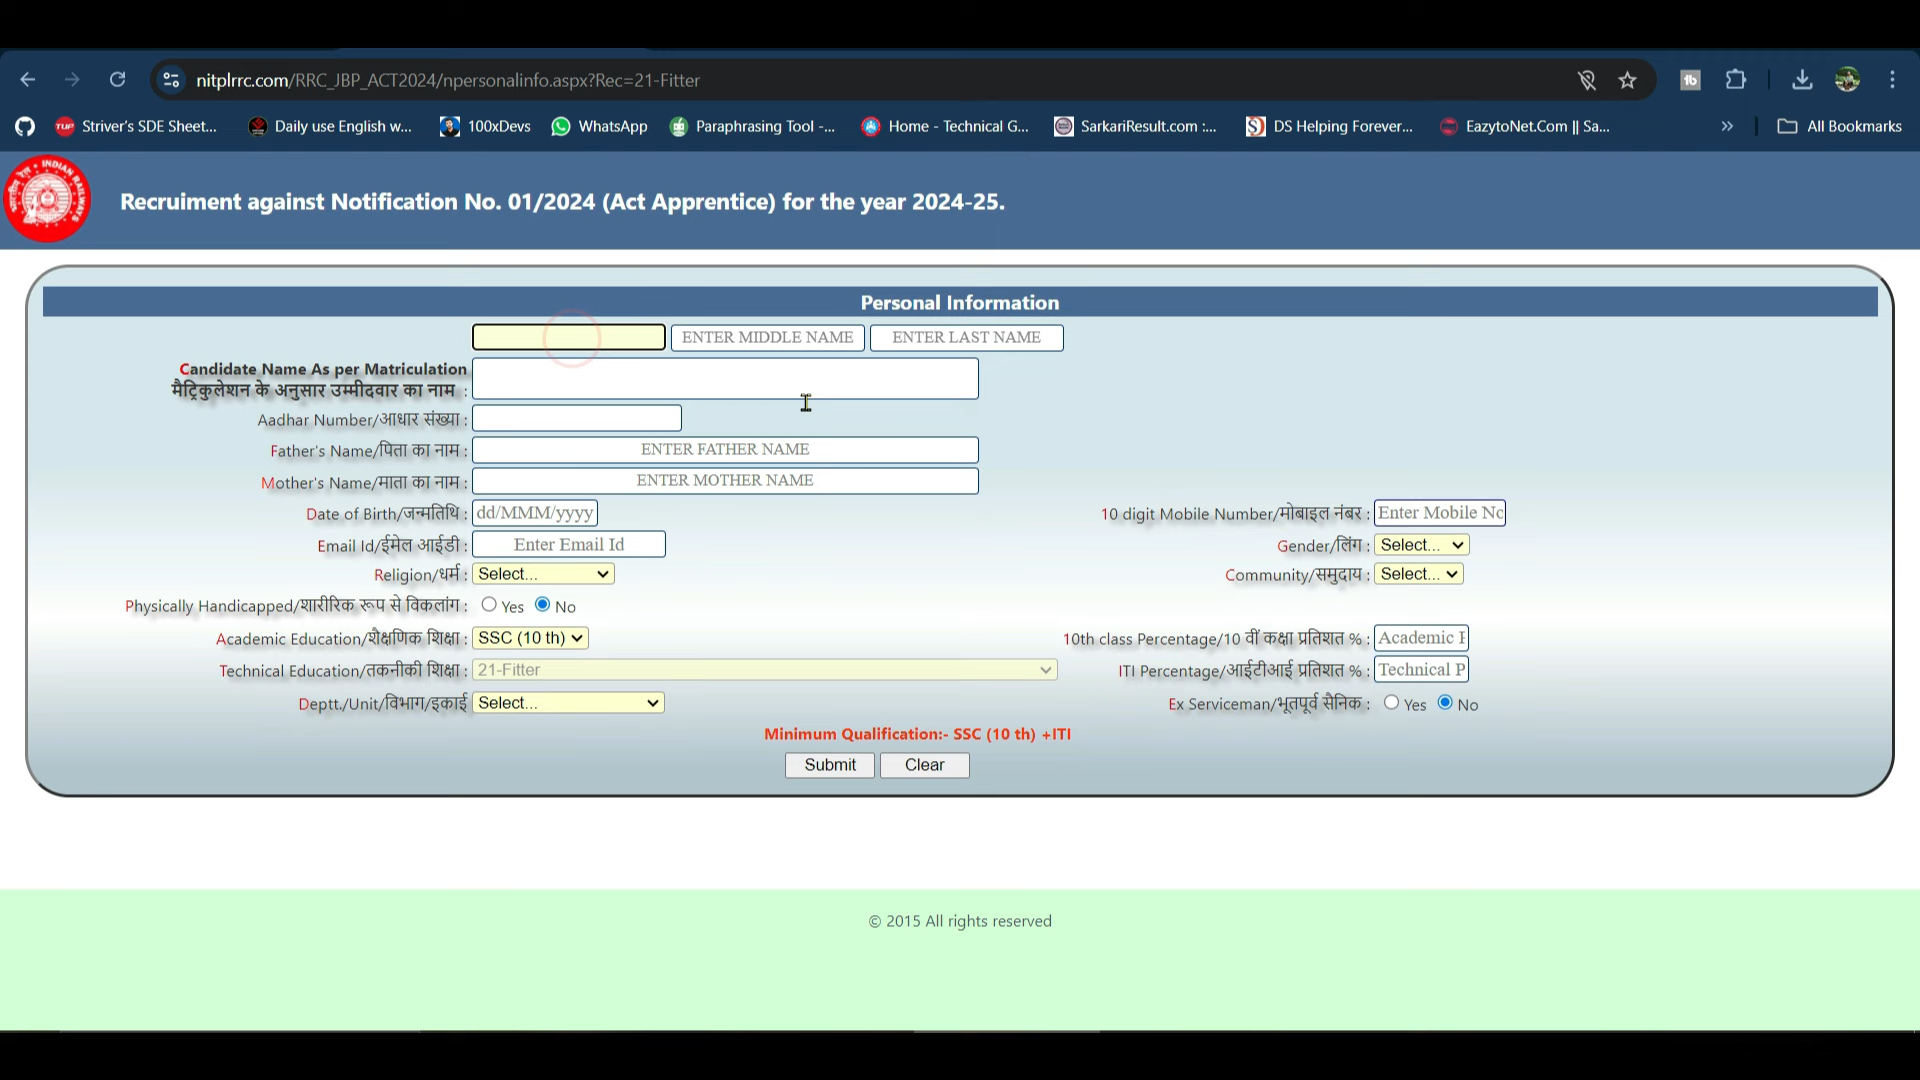 nitplrrc.com/RRC_JBP_ACT2024/npersonalinfo.aspx?Rec=21-Fitter
TUF Striver's SDE Sheet... Daily use English w... 100xDevs WhatsApp Paraphrasing Tool -... Home - Technical G... SarkariResult.com :... DS Helping Forever... EazytoNet.Com || Sa... » All Bookmarks
INDIAN RAILWAYS
भारतीय रेल
Recruiment against Notification No. 01/2024 (Act Apprentice) for the year 2024-25.
Personal Information
ENTER MIDDLE NAME ENTER LAST NAME
Candidate Name As per Matriculation
मैट्रिकुलेशन के अनुसार उम्मीदवार का नाम :
Aadhar Number/आधार संख्या :
Father's Name/पिता का नाम : ENTER FATHER NAME
Mother's Name/माता का नाम : ENTER MOTHER NAME
Date of Birth/जन्मतिथि : dd/MMM/yyyy 10 digit Mobile Number/मोबाइल नंबर : Enter Mobile No
Email Id/ईमेल आईडी : Enter Email Id Gender/लिंग : Select...
Religion/धर्म : Select... Community/समुदाय : Select...
Physically Handicapped/शारीरिक रूप से विकलांग : Yes No
Academic Education/शैक्षणिक शिक्षा : SSC (10 th) 10th class Percentage/10 वीं कक्षा प्रतिशत % : Academic
Technical Education/तकनीकी शिक्षा : 21-Fitter ITI Percentage/आईटीआई प्रतिशत % : Technical P
Deptt./Unit/विभाग/इकाई Select... Ex Serviceman/भूतपूर्व सैनिक : Yes No
Minimum Qualification:- SSC (10 th) +ITI
Submit Clear
© 2015 All rights reserved